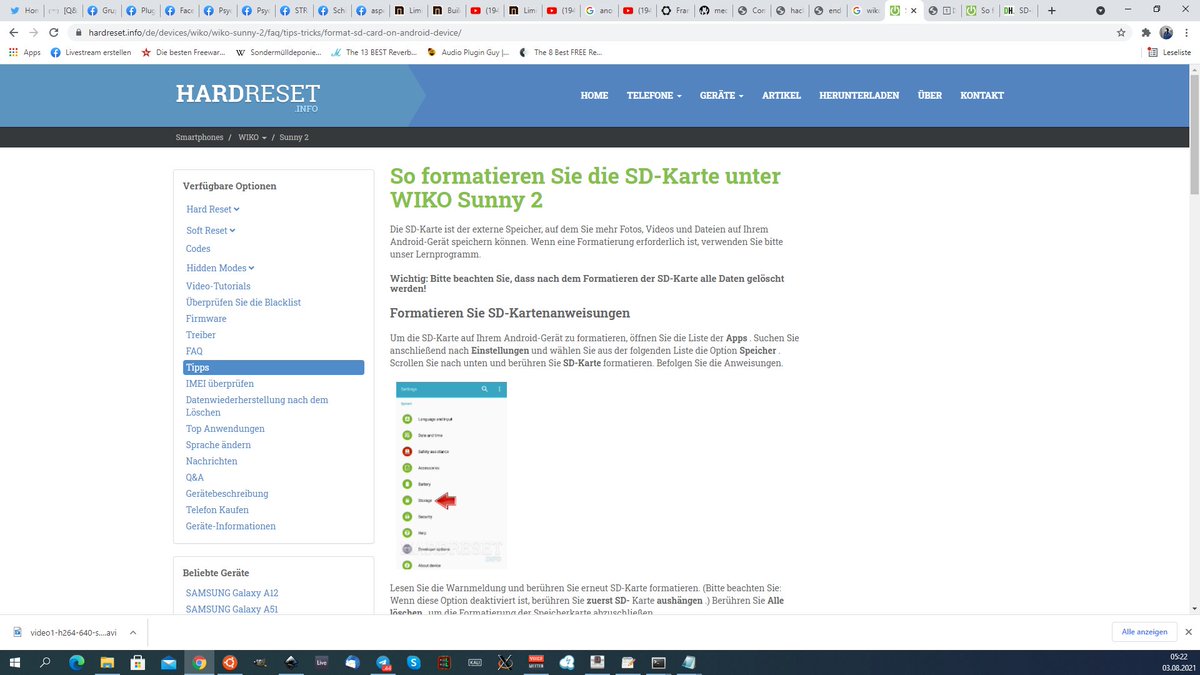 Hon
[Q&
Gru
Plug
Face
Psy
Psy
STR
Sch
asp
Lim
Buil
(194
Lim
(194
and
(194
Fran
mec
Con
hack
end
wiko
So f
SD-
hardreset.info/de/devices/wiko/wiko-sunny-2/faq/tips-tricks/format-sd-card-on-android-device/
Apps
Livestream erstellen
Die besten Freewar...
Sondermülldeponie...
The 13 BEST Reverb...
Audio Plugin Guy |...
The 8 Best FREE Re...
Leseliste
HARDRESET
.INFO
HOME
TELEFONE
GERÄTE
ARTIKEL
HERUNTERLADEN
ÜBER
KONTAKT
Smartphones / WIKO / Sunny 2
Verfügbare Optionen
Hard Reset
Soft Reset
Codes
Hidden Modes
Video-Tutorials
Überprüfen Sie die Blacklist
Firmware
Treiber
FAQ
Tipps
IMEI überprüfen
Datenwiederherstellung nach dem
Löschen
Top Anwendungen
Sprache ändern
Nachrichten
Q&A
Gerätebeschreibung
Telefon Kaufen
Geräte-Informationen
Beliebte Geräte
SAMSUNG Galaxy A12
SAMSUNG Galaxy A51
So formatieren Sie die SD-Karte unter
WIKO Sunny 2
Die SD-Karte ist der externe Speicher, auf dem Sie mehr Fotos, Videos und Dateien auf Ihrem
Android-Gerät speichern können. Wenn eine Formatierung erforderlich ist, verwenden Sie bitte
unser Lernprogramm.
Wichtig: Bitte beachten Sie, dass nach dem Formatieren der SD-Karte alle Daten gelöscht
werden!
Formatieren Sie SD-Kartenanweisungen
Um die SD-Karte auf Ihrem Android-Gerät zu formatieren, öffnen Sie die Liste der Apps . Suchen Sie
anschließend nach Einstellungen und wählen Sie aus der folgenden Liste die Option Speicher .
Scrollen Sie nach unten und berühren Sie SD-Karte formatieren. Befolgen Sie die Anweisungen.
Settings
Language and input
Date and time
Safety assistance
Accessories
Battery
Storage
Security
Help
Developer options
About device
HARDRESET
.INFO
Lesen Sie die Warnmeldung und berühren Sie erneut SD-Karte formatieren. (Bitte beachten Sie:
Wenn diese Option deaktiviert ist, berühren Sie zuerst SD- Karte aushängen .) Berühren Sie Alle
löschen , um die Formatierung der Speicherkarte abzuschließen.
video1-h264-640-s....avi
Alle anzeigen
Live
05:22
03.08.2021